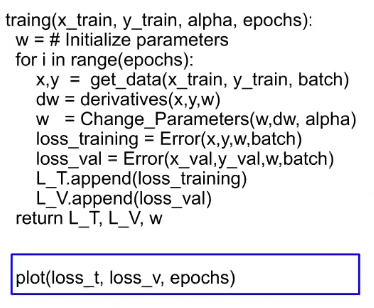 traing(x_train, y_train, alpha, epochs):
w = # Initialize parameters
for i in range(epochs):
x,y = get_data(x_train, y_train, batch)
dw = derivatives(x,y,w)
w = Change_Parameters(w,dw, alpha)
loss_training = Error(x,y,w,batch)
loss_val = Error(x_val,y_val,w,batch)
L_T.append(loss_training)
L_V.append(loss_val)
return L_T, L_V, w
plot(loss_t, loss_v, epochs)